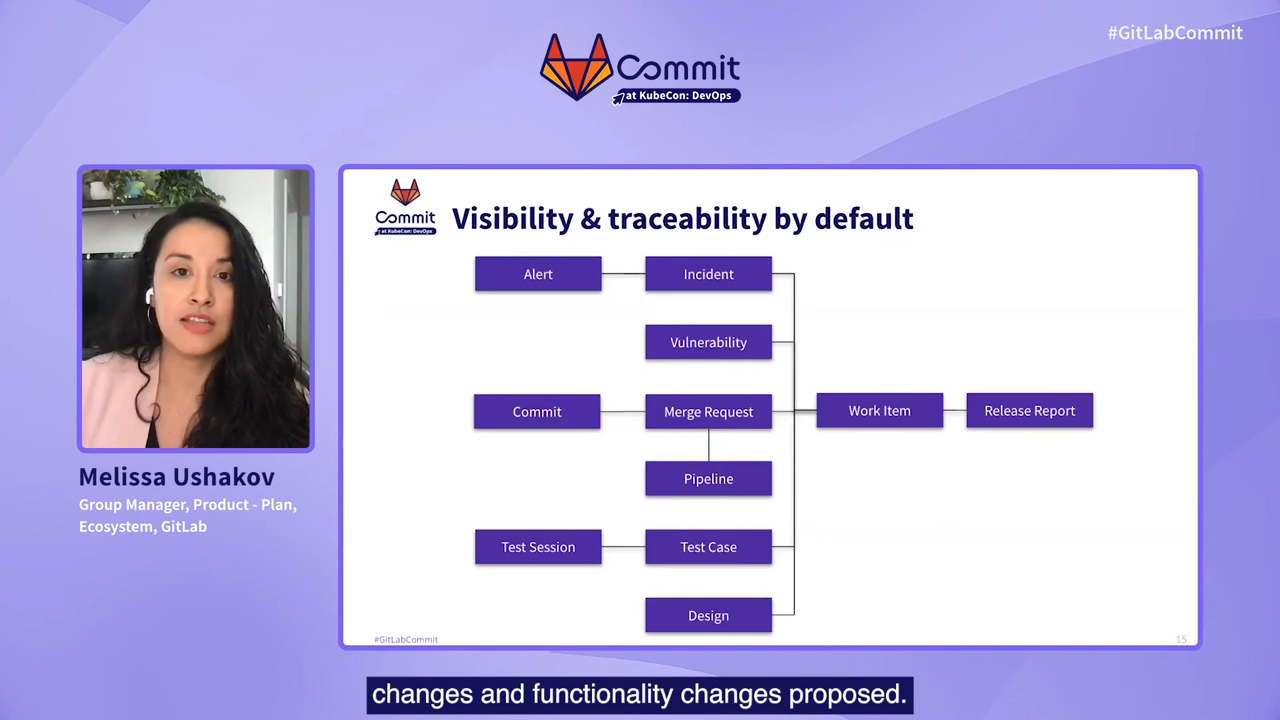 #GitLabCommit
Commit
at KubeCon: DevOps
Commit
at KubeCon: DevOps
Visibility & traceability by default
Alert
Incident
Vulnerability
Commit
Merge Request
Work Item
Release Report
Pipeline
Test Session
Test Case
Design
#GitLabCommit
15
Melissa Ushakov
Group Manager, Product - Plan,
Ecosystem, GitLab
changes and functionality changes proposed.